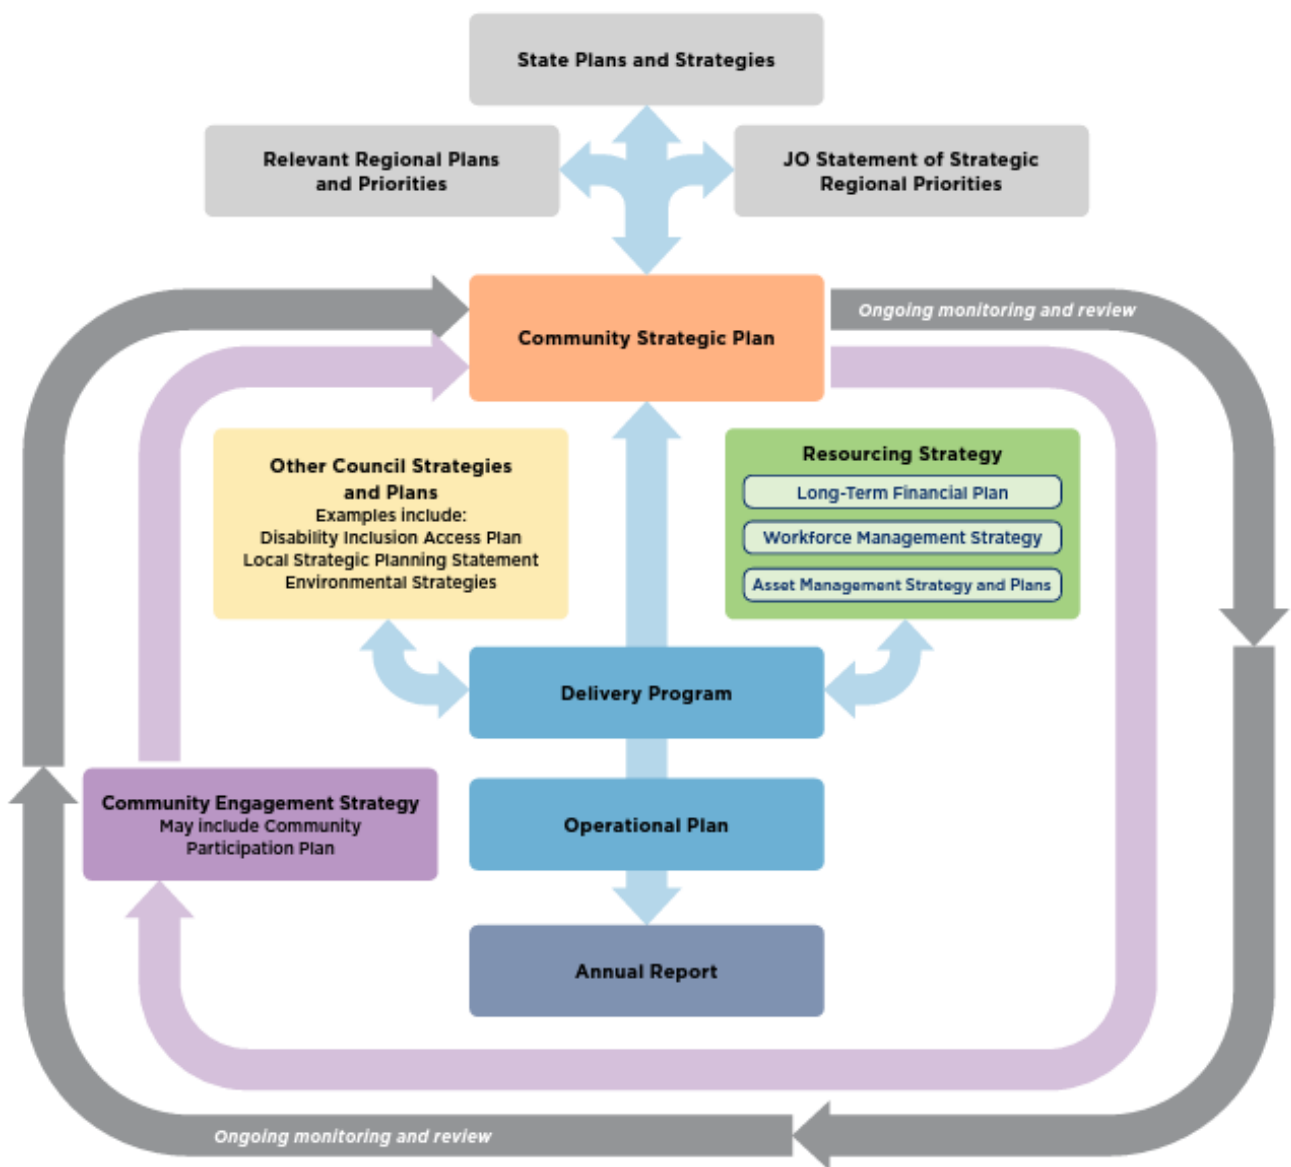 State Plans and Strategies
Relevant Regional Plans
and Priorities
JO Statement of Strategic
Regional Priorities
Community Strategic Plan
Ongoing monitoring and review
Other Council Strategies
and Plans
Examples include:
Disability Inclusion Access Plan
Local Strategic Planning Statement
Environmental Strategies
Resourcing Strategy
Long-Term Financial Plan
Workforce Management Strategy
Asset Management Strategy and Plans
Delivery Program
Community Engagement Strategy
May include Community
Participation Plan
Operational Plan
Annual Report
Ongoing monitoring and review